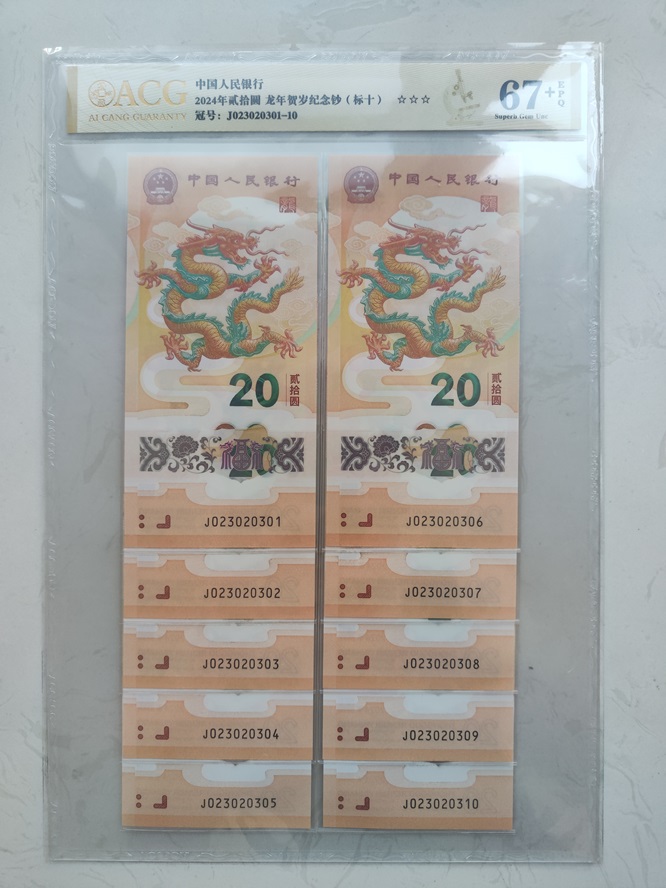 ACG
AI CANG GUARANTY
中国人民银行
2024年贰拾圆 龙年贺岁纪念钞（标十） ☆☆☆
冠号：J023020301-10
67+
EPQ
Superb Gem Unc
中国人民银行
20
贰拾圆
福
J023020301
J023020302
J023020303
J023020304
J023020305
中国人民银行
20
贰拾圆
福
J023020306
J023020307
J023020308
J023020309
J023020310